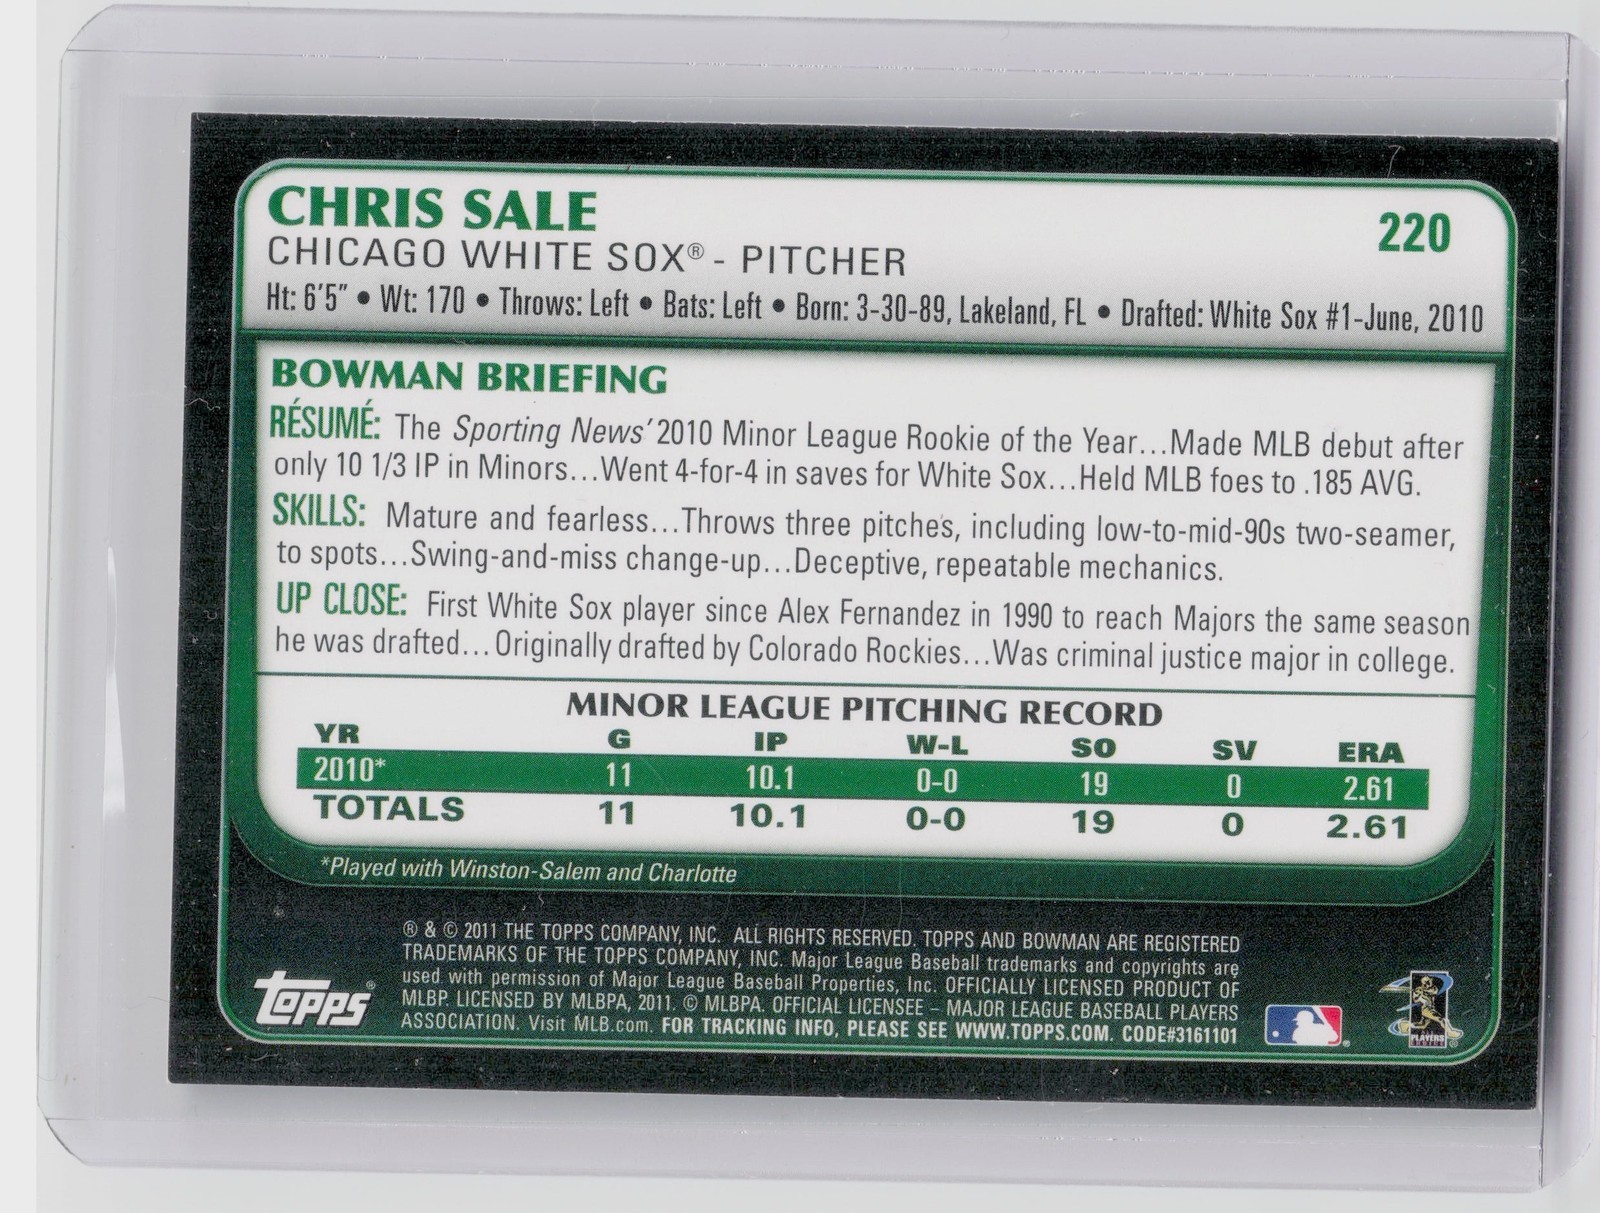 CHRIS SALE
220
CHICAGO WHITE SOX® - PITCHER
Ht: 6'5" • Wt: 170 • Throws: Left • Bats: Left • Born: 3-30-89, Lakeland, FL • Drafted: White Sox #1-June, 2010
BOWMAN BRIEFING
RÉSUMÉ: The Sporting News' 2010 Minor League Rookie of the Year...Made MLB debut after
only 10 1/3 IP in Minors...Went 4-for-4 in saves for White Sox...Held MLB foes to .185 AVG.
SKILLS: Mature and fearless...Throws three pitches, including low-to-mid-90s two-seamer,
to spots...Swing-and-miss change-up...Deceptive, repeatable mechanics.
UP CLOSE: First White Sox player since Alex Fernandez in 1990 to reach Majors the same season
he was drafted...Originally drafted by Colorado Rockies...Was criminal justice major in college.
MINOR LEAGUE PITCHING RECORD
YR G IP W-L SO SV ERA
2010* 11 10.1 0-0 19 0 2.61
TOTALS 11 10.1 0-0 19 0 2.61
*Played with Winston-Salem and Charlotte
® & © 2011 THE TOPPS COMPANY, INC. ALL RIGHTS RESERVED. TOPPS AND BOWMAN ARE REGISTERED
TRADEMARKS OF THE TOPPS COMPANY, INC. Major League Baseball trademarks and copyrights are
used with permission of Major League Baseball Properties, Inc. OFFICIALLY LICENSED PRODUCT OF
MLBP. LICENSED BY MLBPA, 2011. © MLBPA. OFFICIAL LICENSEE – MAJOR LEAGUE BASEBALL PLAYERS
ASSOCIATION. Visit MLB.com. FOR TRACKING INFO, PLEASE SEE WWW.TOPPS.COM. CODE#3161101
Topps®
PLAYERS